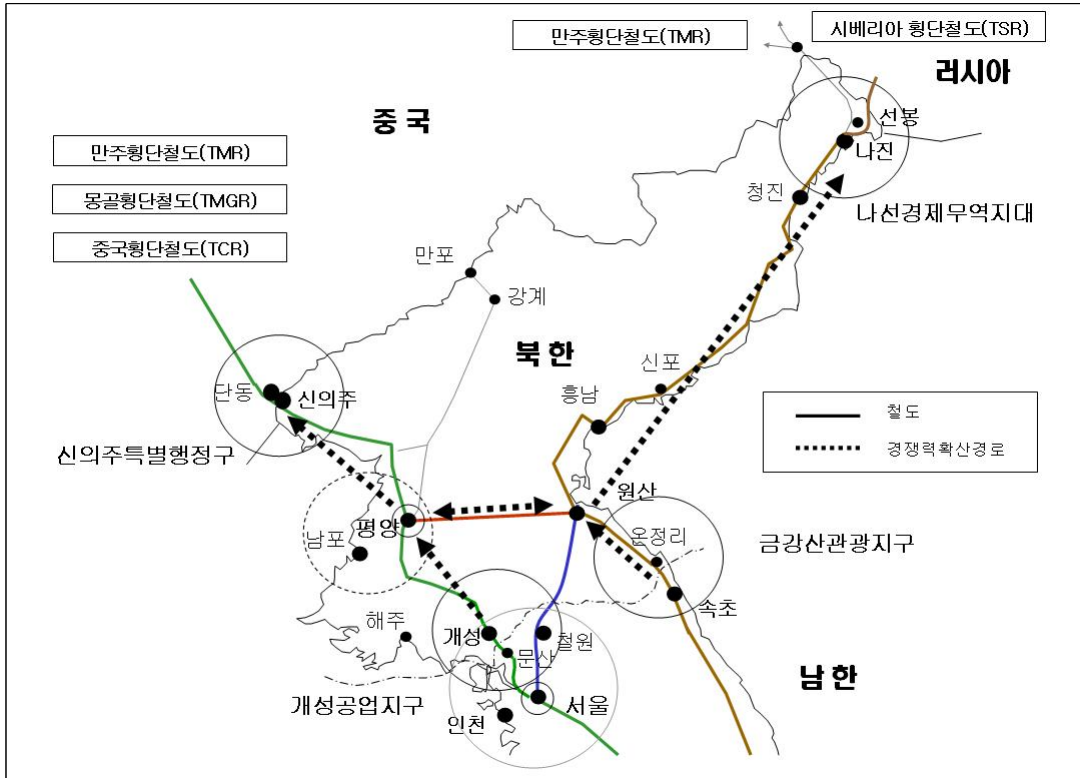 만주횡단철도(TMR)
시베리아 횡단철도(TSR)
러시아
중국
선봉
나진
만주횡단철도(TMR)
몽골횡단철도(TMGR)
중국횡단철도(TCR)
청진
나선경제무역지대
만포
강계
북한
신포
단동
신의주
흥남
철도
경쟁력확산경로
신의주특별행정구
원산
평양
남포
온정리
금강산관광지구
속초
해주
개성
철원
문산
남한
개성공업지구
서울
인천